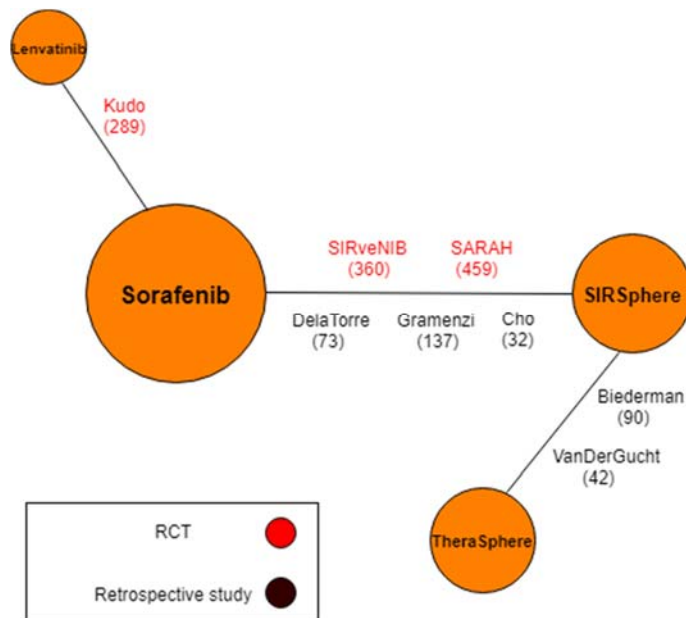 Lenvatinib
Kudo
(289)
SIRveNIB
(360)
SARAH
(459)
Sorafenib
SIRSphere
DelaTorre
(73)
Gramenzi
(137)
Cho
(32)
Biederman
(90)
VanDerGucht
(42)
TheraSphere
RCT
Retrospective study